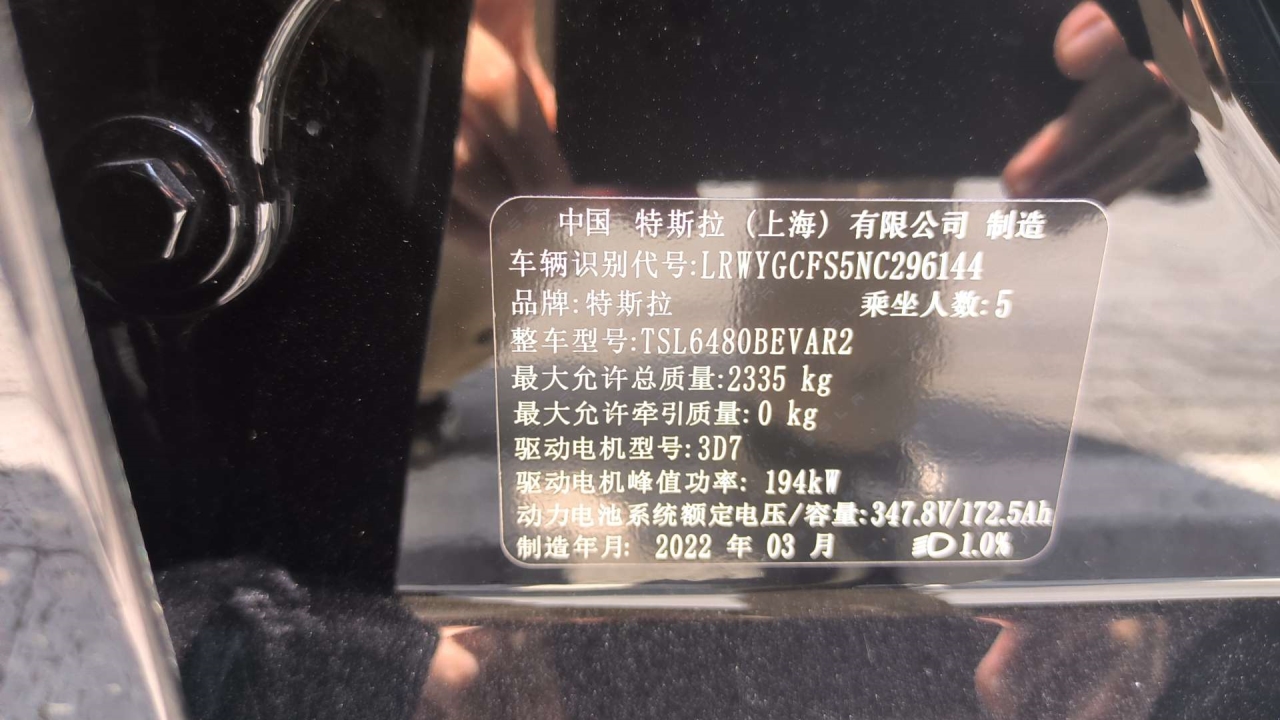 中国 特斯拉（上海）有限公司 制造
车辆识别代号:LRWYGCFS5NC296144
品牌:特斯拉 乘坐人数:5
整车型号:TSL6480BEVAR2
最大允许总质量:2335 kg
最大允许牵引质量:0 kg
驱动电机型号:3D7
驱动电机峰值功率: 194kW
动力电池系统额定电压/容量:347.8V/172.5Ah
制造年月: 2022 年 03 月 1.0%